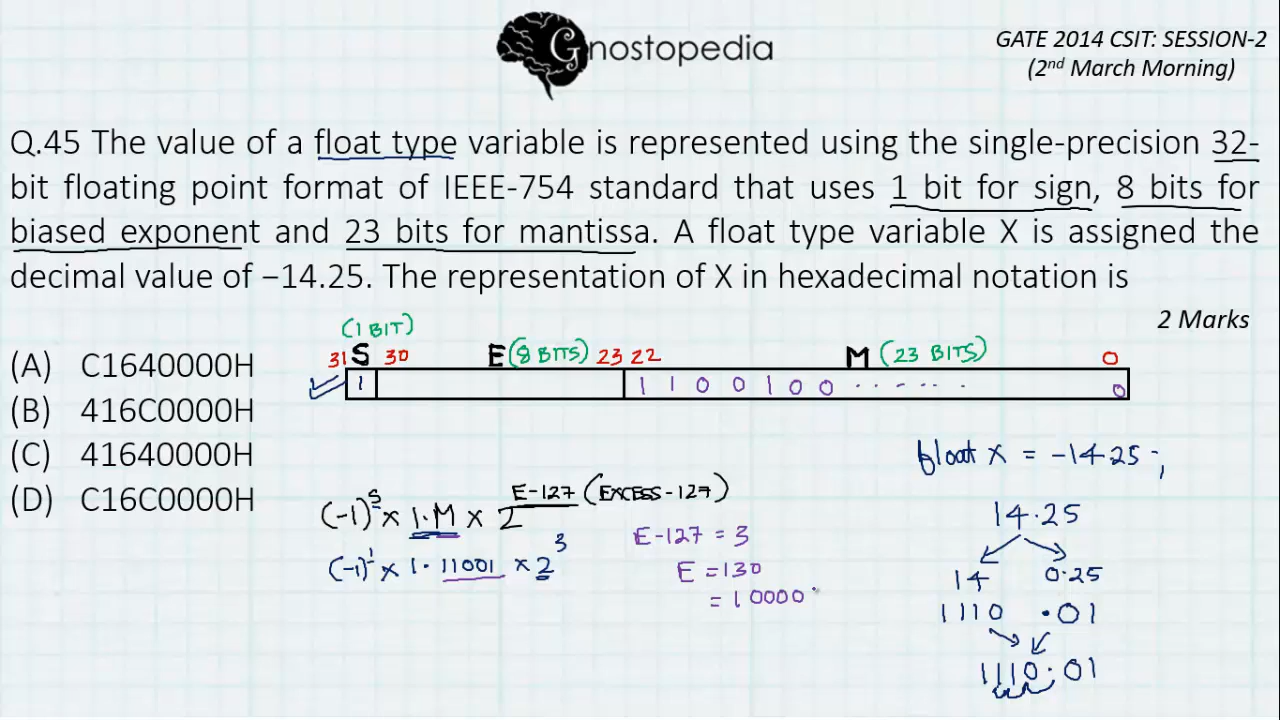 Gnostopedia
GATE 2014 CSIT: SESSION-2
(2nd March Morning)
Q.45 The value of a float type variable is represented using the single-precision 32-
bit floating point format of IEEE-754 standard that uses 1 bit for sign, 8 bits for
biased exponent and 23 bits for mantissa. A float type variable X is assigned the
decimal value of −14.25. The representation of X in hexadecimal notation is
2 Marks
(1 BIT)
31 S 30 E (8 BITS) 23 22 M (23 BITS) 0
1 1 1 0 0 1 0 0 ........ 0
(A) C1640000H
(B) 416C0000H
(C) 41640000H
(D) C16C0000H
float X = -14.25 ;
(-1)^S × 1.M × 2^E-127 (EXCESS-127)
(-1)^1 × 1.11001 × 2^3
E-127 = 3
E = 130
= 10000
14.25
14 0.25
1110 .01
1110.01